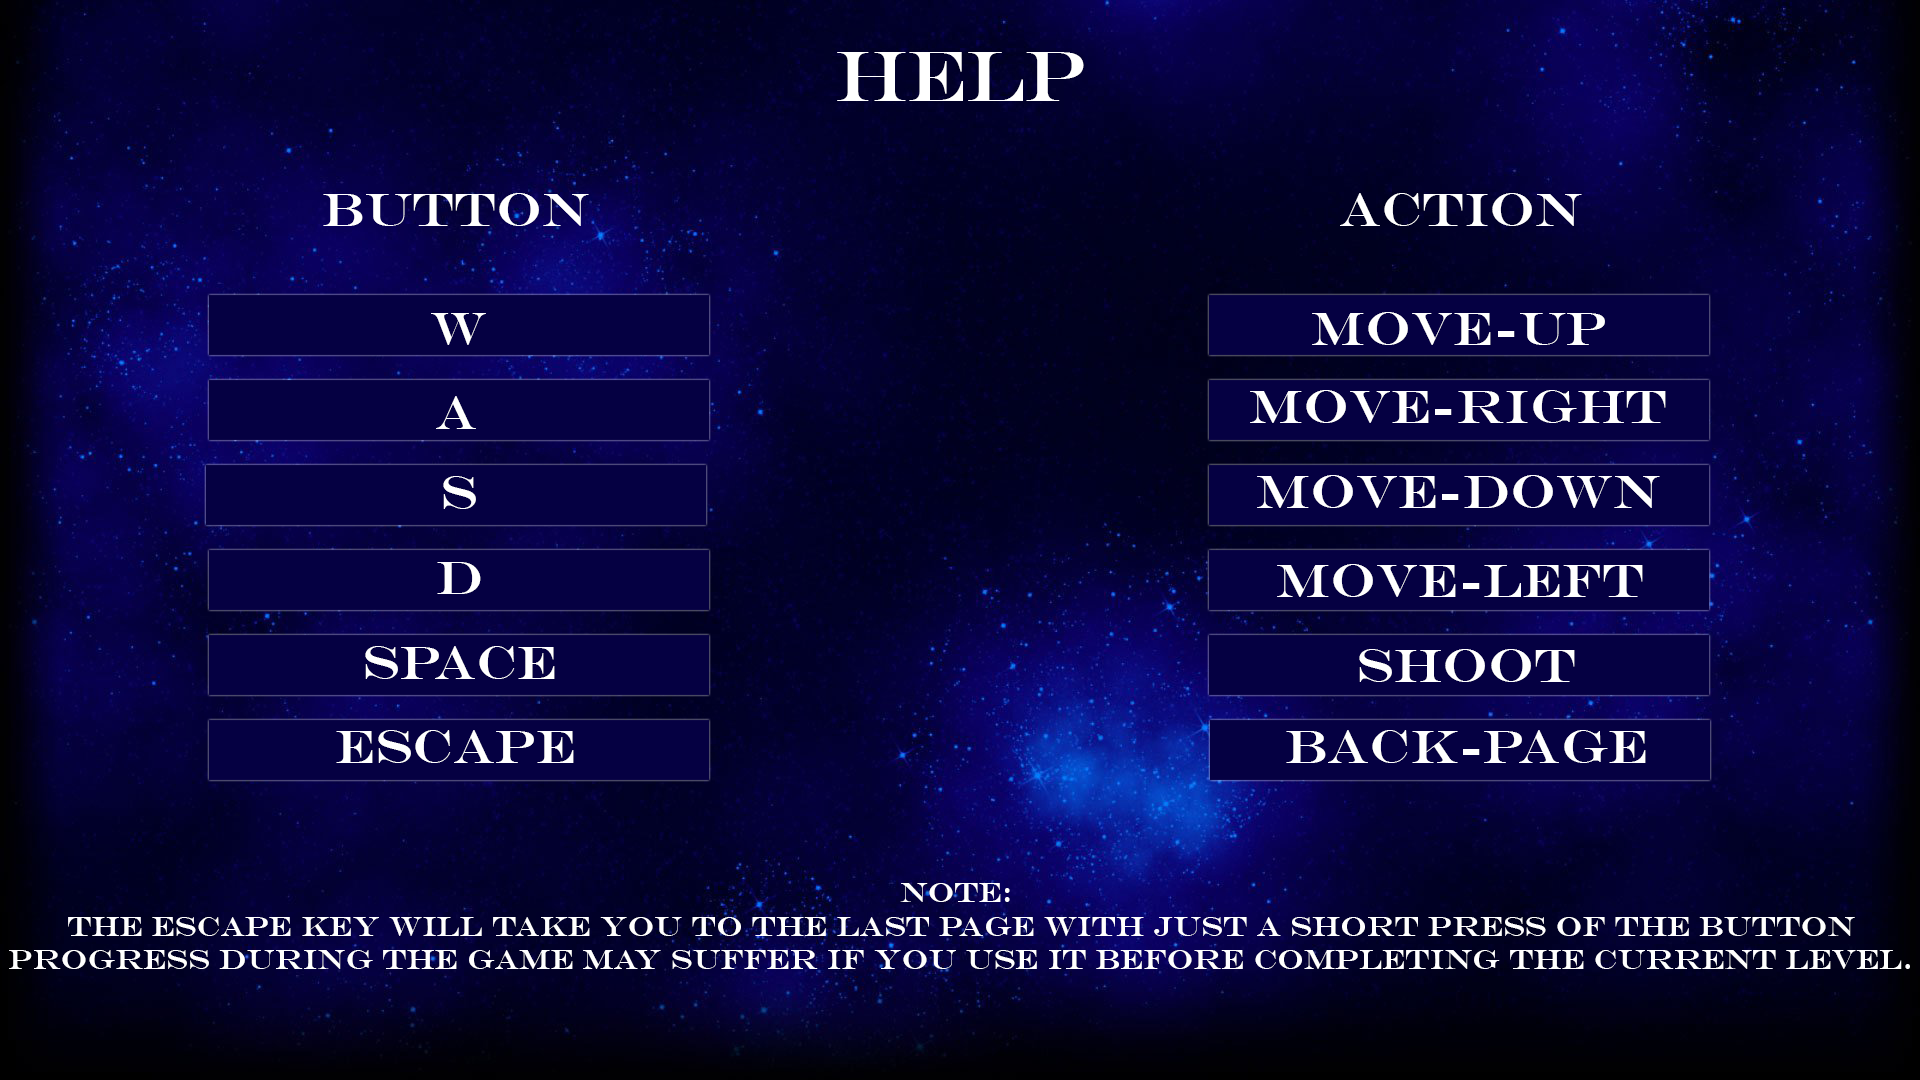 HELP
BUTTON ACTION
W MOVE-UP
A MOVE-RIGHT
S MOVE-DOWN
D MOVE-LEFT
SPACE SHOOT
ESCAPE BACK-PAGE
NOTE:
THE ESCAPE KEY WILL TAKE YOU TO THE LAST PAGE WITH JUST A SHORT PRESS OF THE BUTTON
PROGRESS DURING THE GAME MAY SUFFER IF YOU USE IT BEFORE COMPLETING THE CURRENT LEVEL.